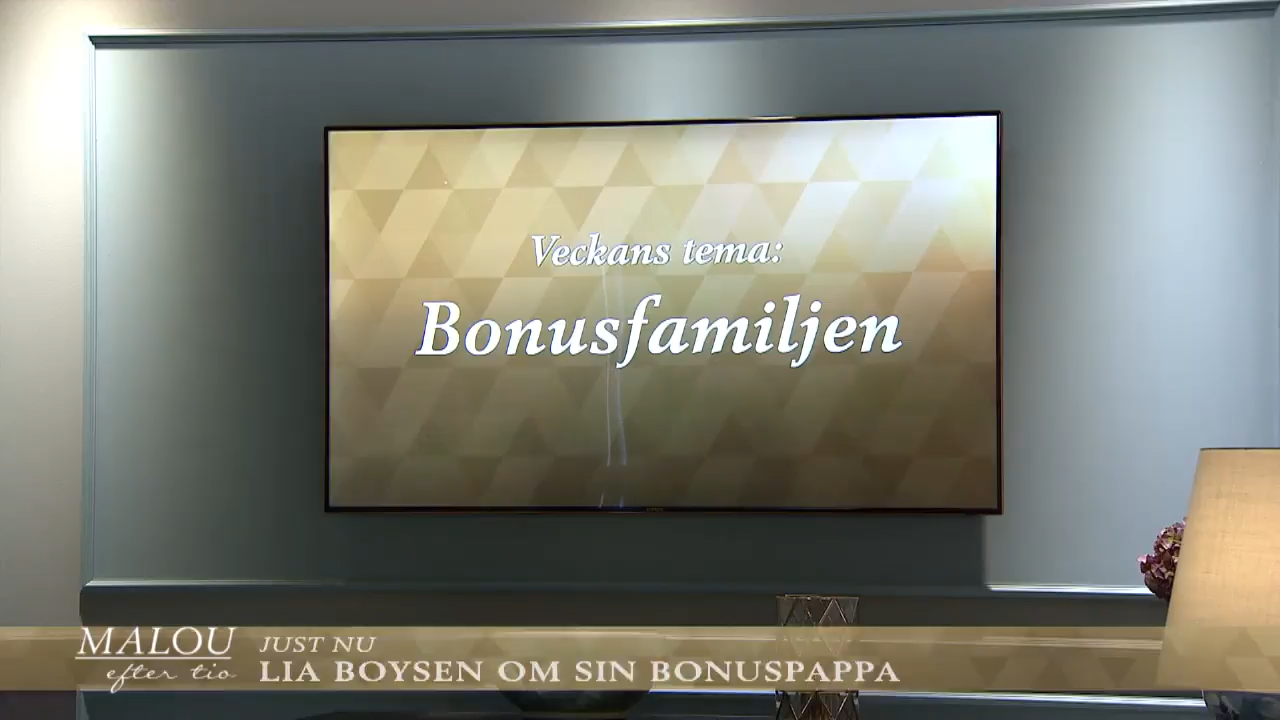 Veckans tema:
Bonusfamiljen
MALOU
efter tio
JUST NU
LIA BOYSEN OM SIN BONUSPAPPA